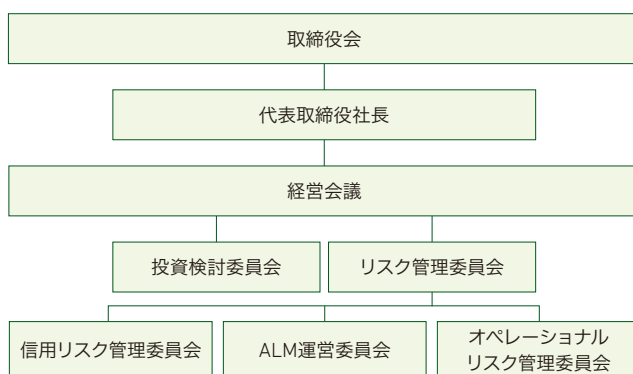 取締役会
代表取締役社長
経営会議
投資検討委員会
リスク管理委員会
信用リスク管理委員会
ALM運営委員会
オペレーショナル
リスク管理委員会